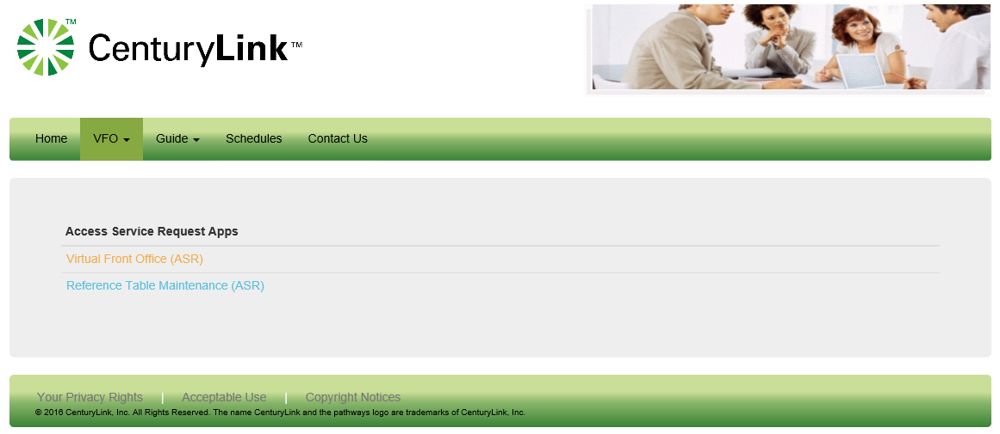 CenturyLink™
Home VFO Guide Schedules Contact Us
Access Service Request Apps
Virtual Front Office (ASR)
Reference Table Maintenance (ASR)
Your Privacy Rights | Acceptable Use | Copyright Notices
© 2016 CenturyLink, Inc. All Rights Reserved. The name CenturyLink and the pathways logo are trademarks of CenturyLink, Inc.